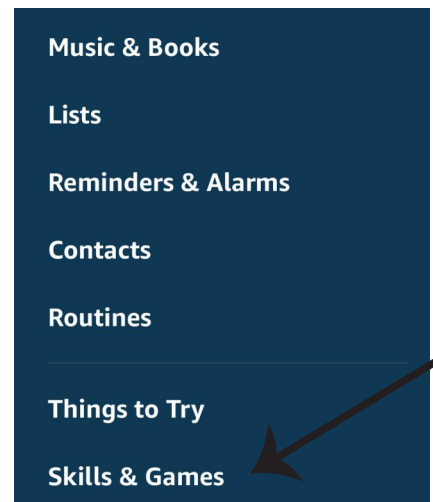 Music & Books
Lists
Reminders & Alarms
Contacts
Routines
Things to Try
Skills & Games